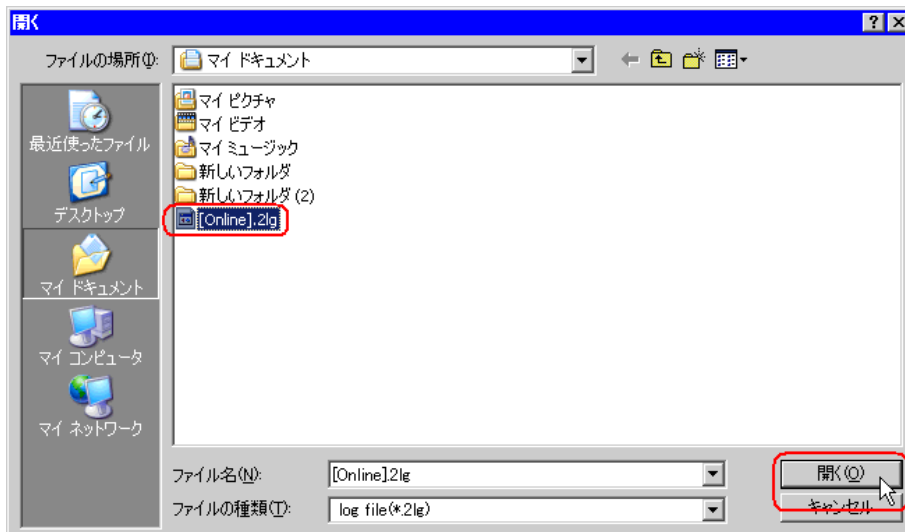 開く
ファイルの場所(I):
マイ ドキュメント
最近使ったファイル
デスクトップ
マイ ドキュメント
マイ コンピュータ
マイ ネットワーク
マイ ピクチャ
マイ ビデオ
マイ ミュージック
新しいフォルダ
新しいフォルダ (2)
[Online].2lg
ファイル名(N):
[Online].2lg
開く(O)
ファイルの種類(T):
log file(*.2lg)
キャンセル